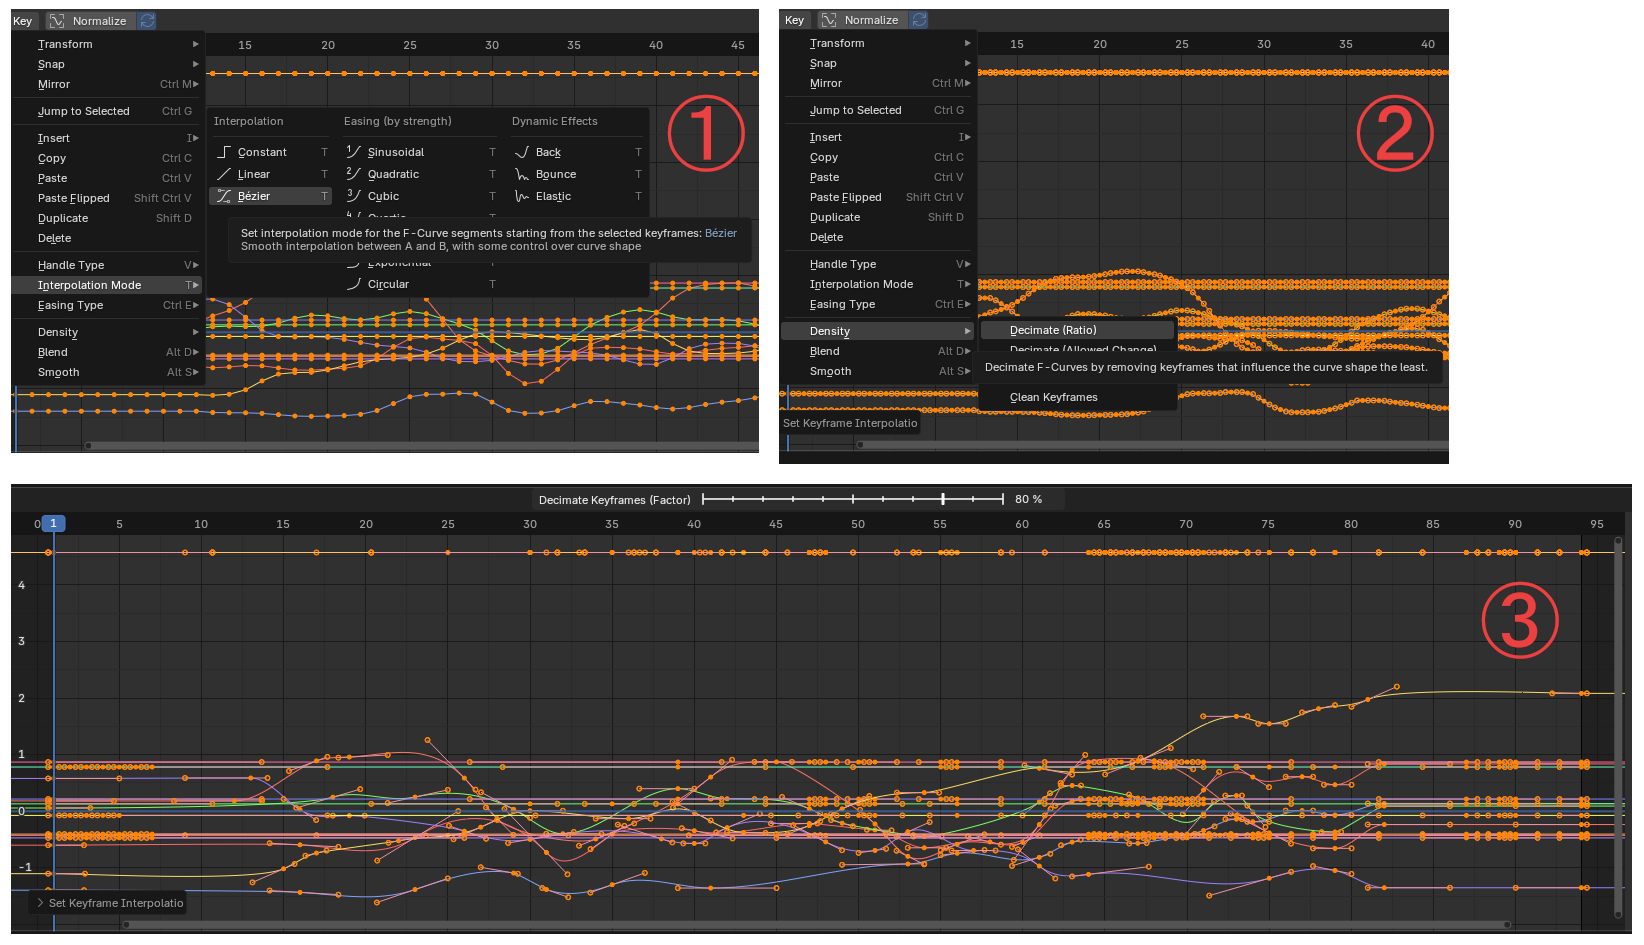 Key Normalize
15 20 25 30 35 40 45
Transform
Snap
Mirror Ctrl M
Jump to Selected Ctrl G
Insert I
Copy Ctrl C
Paste Ctrl V
Paste Flipped Shift Ctrl V
Duplicate Shift D
Delete
Handle Type V
Interpolation Mode T
Easing Type Ctrl E
Density
Blend Alt D
Smooth Alt S
Interpolation Easing (by strength) Dynamic Effects
Constant T Sinusoidal T Back T
Linear T Quadratic T Bounce T
Bézier T Cubic T Elastic T
Set interpolation mode for the F-Curve segments starting from the selected keyframes: Bézier
Smooth interpolation between A and B, with some control over curve shape
Exponential
Circular T
①
Key Normalize
15 20 25 30 35 40
Transform
Snap
Mirror Ctrl M
Jump to Selected Ctrl G
Insert I
Copy Ctrl C
Paste Ctrl V
Paste Flipped Shift Ctrl V
Duplicate Shift D
Delete
Handle Type V
Interpolation Mode T
Easing Type Ctrl E
Density
Blend Alt D
Smooth Alt S
Decimate (Ratio)
Decimate (Allowed Change)
Decimate F-Curves by removing keyframes that influence the curve shape the least.
Clean Keyframes
Set Keyframe Interpolatio
②
Decimate Keyframes (Factor) 80 %
0 1 5 10 15 20 25 30 35 40 45 50 55 60 65 70 75 80 85 90 95
4
3
2
1
0
-1
Set Keyframe Interpolatio
③